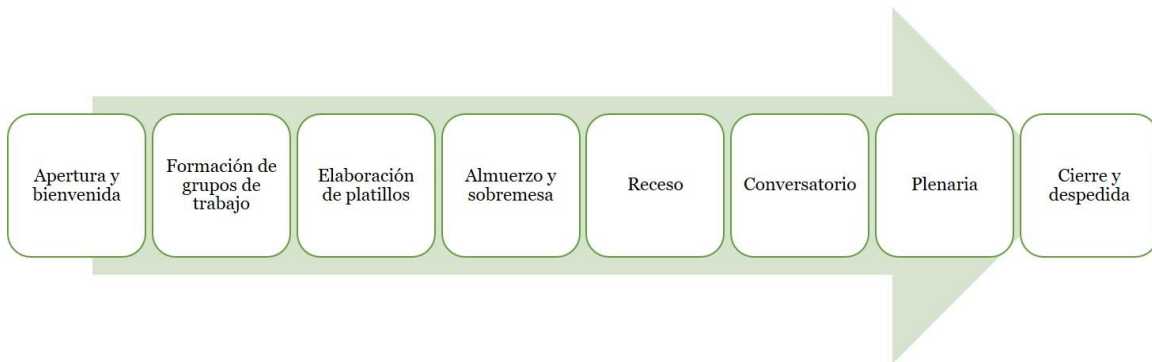 Apertura y
bienvenida
Formación de
grupos de
trabajo
Elaboración
de platillos
Almuerzo y
sobremesa
Receso
Conversatorio
Plenaria
Cierre y
despedida